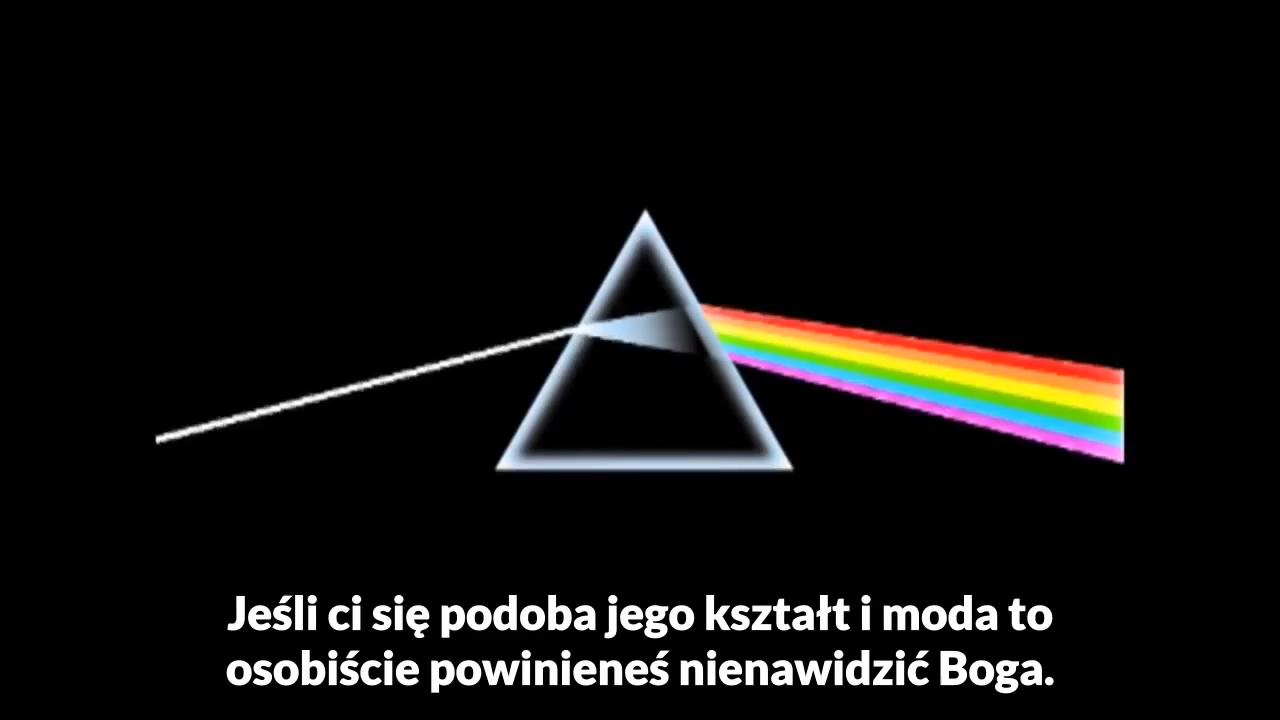 Jeśli ci się podoba jego kształt i moda to
osobiście powinieneś nienawidzić Boga.